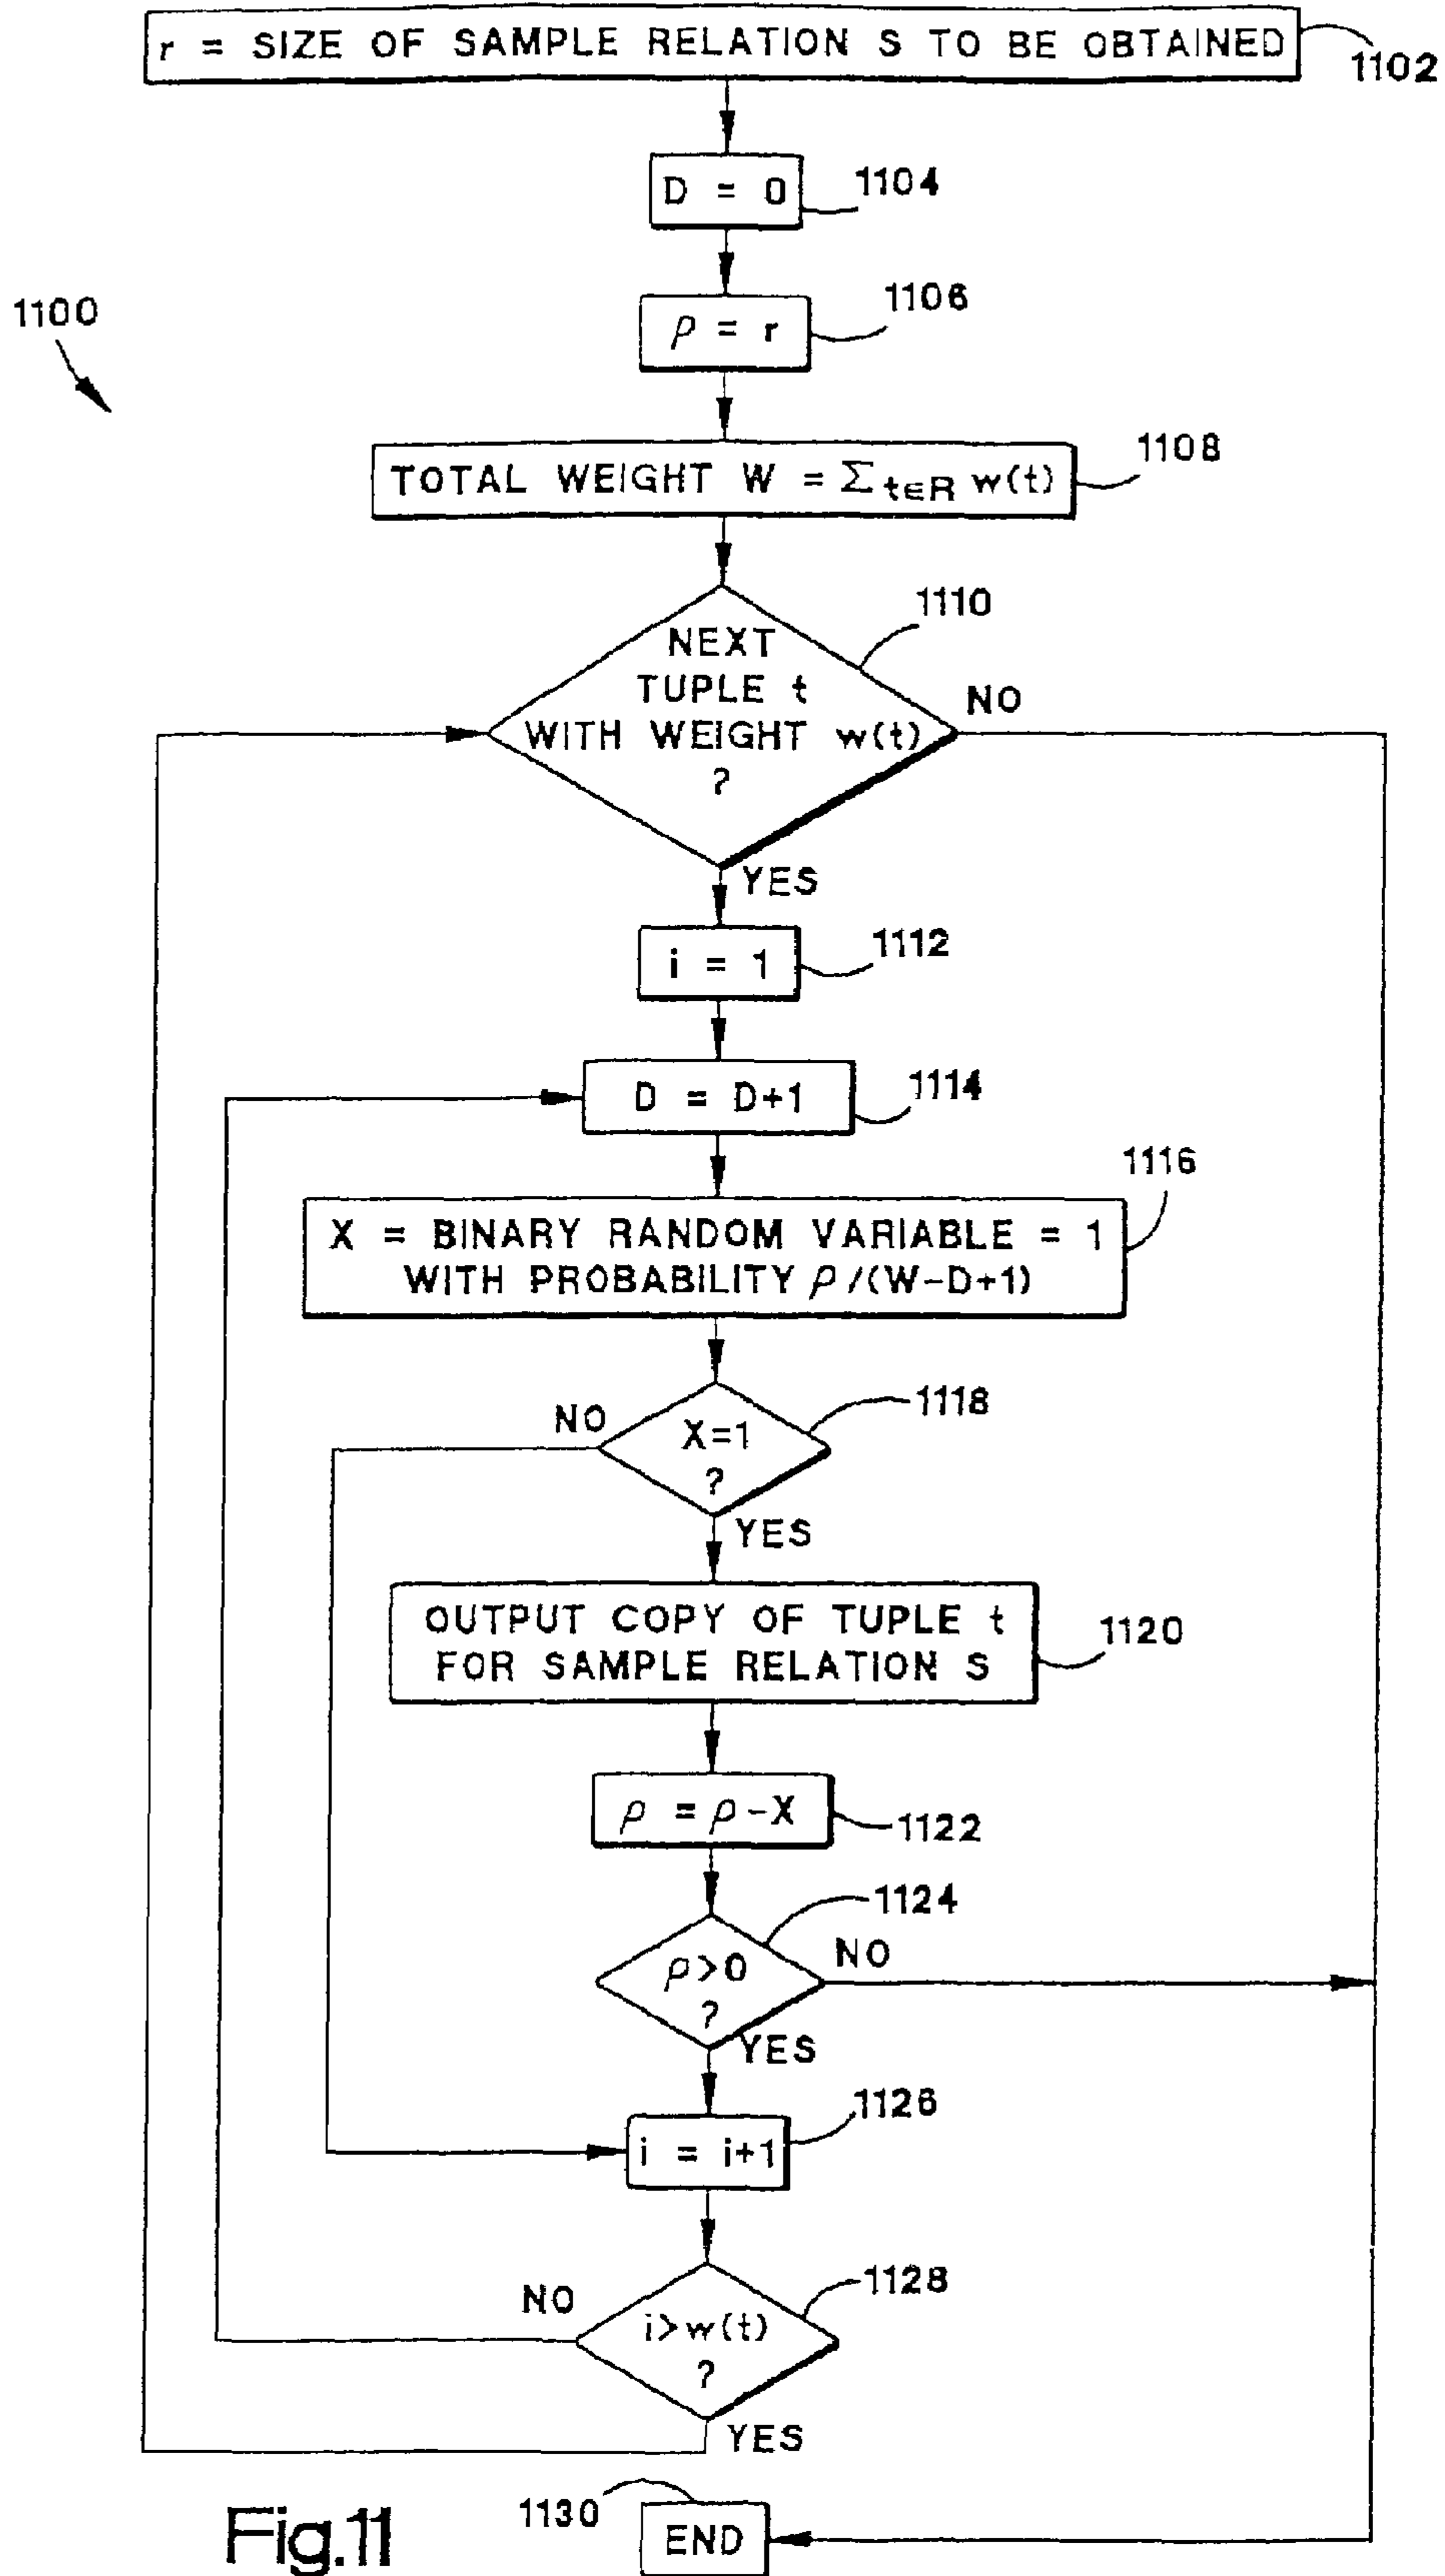 r = SIZE OF SAMPLE RELATION S TO BE OBTAINED
1102
D = 0
1104
1100
ρ = r
1106
TOTAL WEIGHT W = Σ t∈R w(t)
1108
1110
NEXT
TUPLE t
WITH WEIGHT w(t)
?
NO
YES
i = 1
1112
D = D+1
1114
1116
X = BINARY RANDOM VARIABLE = 1
WITH PROBABILITY ρ/(W-D+1)
NO
X=1
?
1118
YES
OUTPUT COPY OF TUPLE t
FOR SAMPLE RELATION S
1120
ρ = ρ-X
1122
1124
ρ>0
?
NO
YES
i = i+1
1126
NO
i>w(t)
?
1128
YES
Fig.11
1130
END